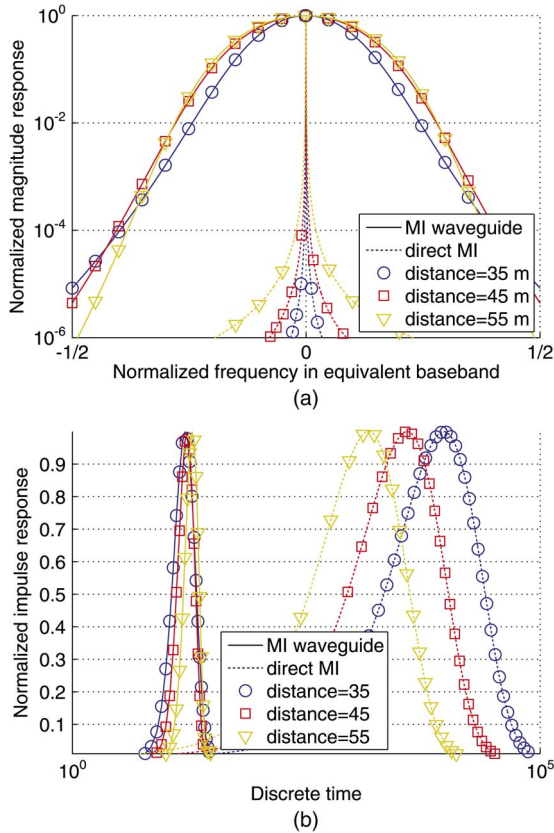 10^0
10^-2
10^-4
10^-6
Normalized magnitude response
MI waveguide
direct MI
distance=35 m
distance=45 m
distance=55 m
-1/2
0
1/2
Normalized frequency in equivalent baseband
(a)
0.9
0.8
0.7
0.6
0.5
0.4
0.3
0.2
0.1
Normalized impulse response
MI waveguide
direct MI
distance=35
distance=45
distance=55
10^0
10^5
Discrete time
(b)